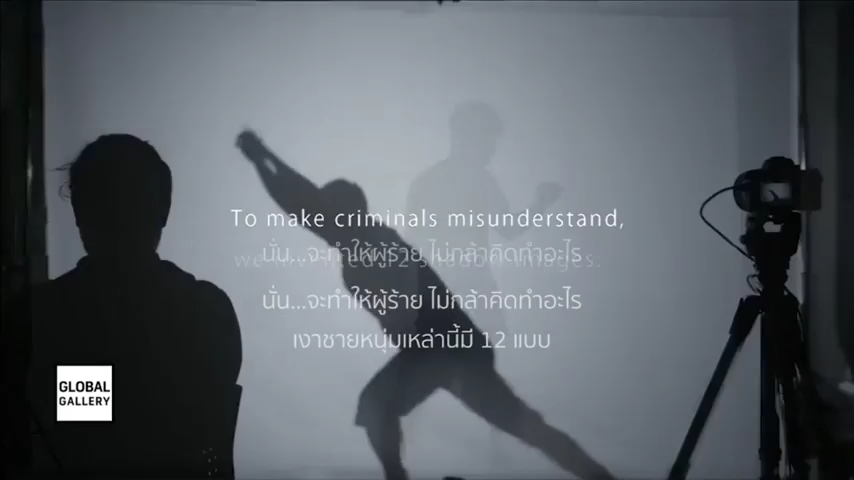 To make criminals misunderstand,
นั่น...จะทำให้ผู้ร้าย ไม่กล้าคิดทำอะไร
นั่น...จะทำให้ผู้ร้าย ไม่กล้าคิดทำอะไร
เงาชายหนุ่มเหล่านี้มี 12 แบบ
GLOBAL
GALLERY